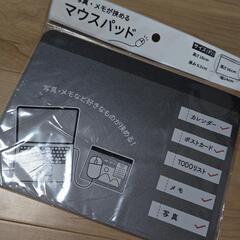 写真・メモが挟める
マウスパッド
写真・メモなど好きなものが挟める!
カレンダー
ポストカード
TODOリスト
メモ
写真